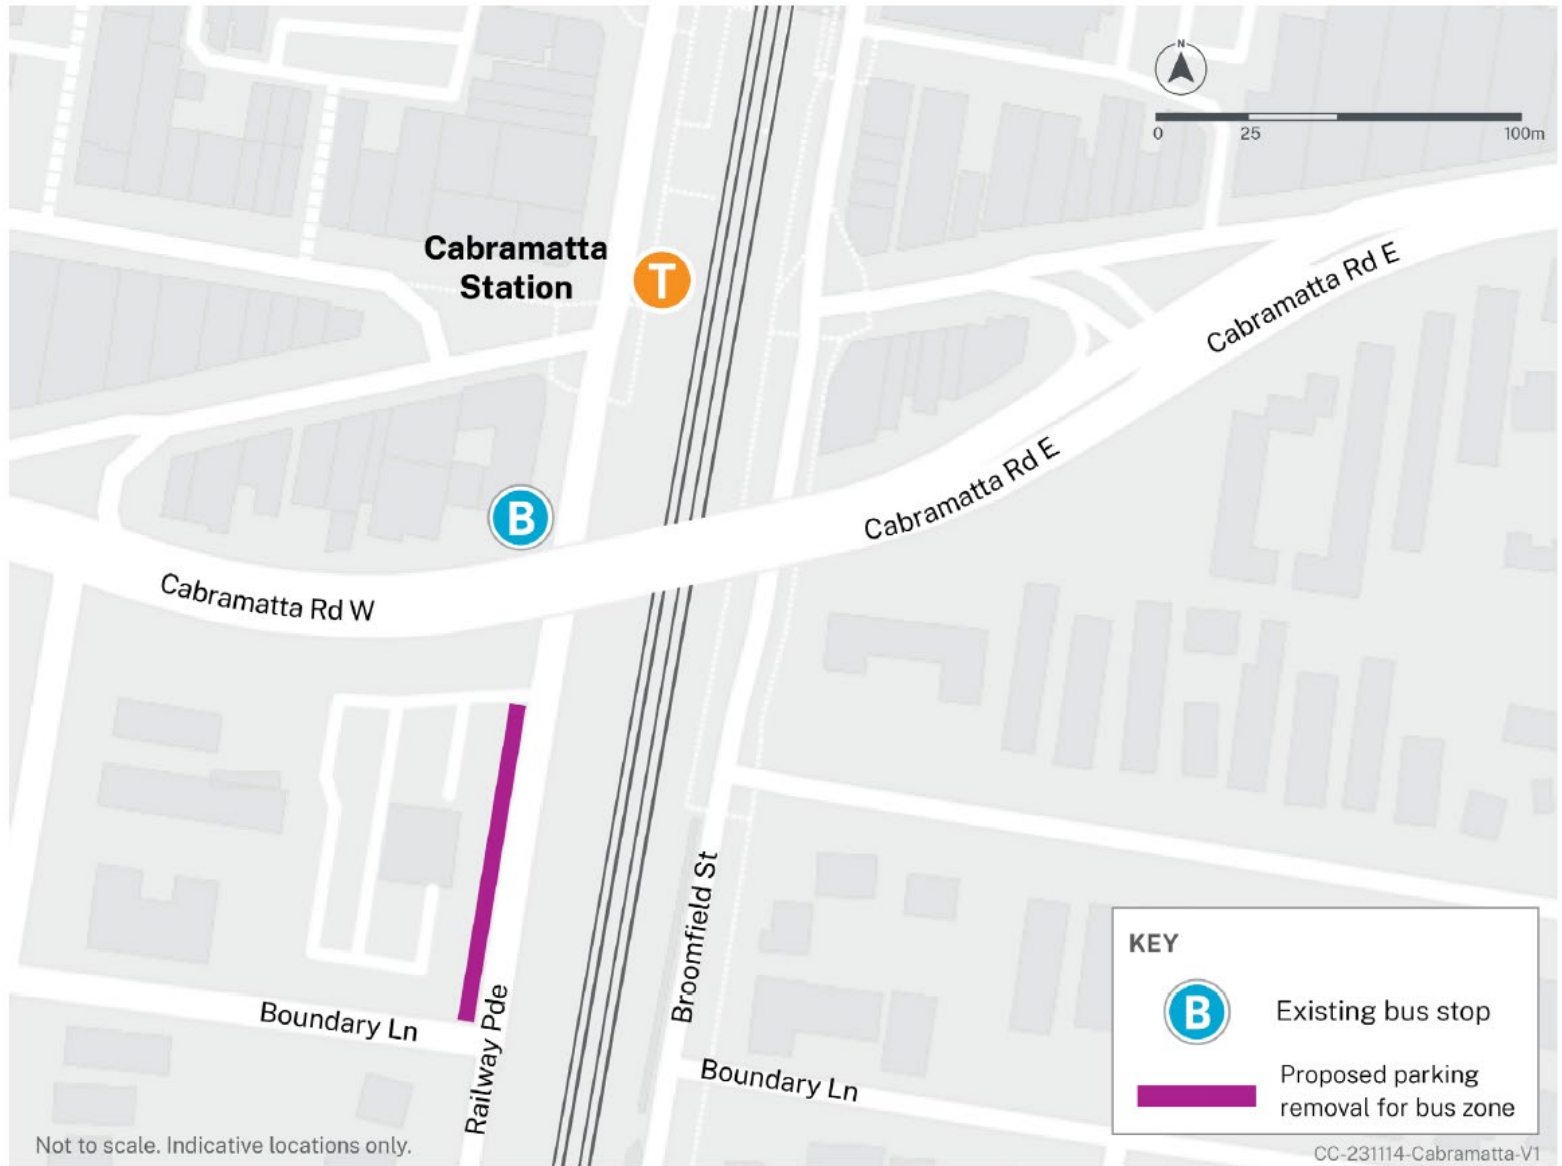 N
0 25 100m
Cabramatta
Station
T
Cabramatta Rd E
Cabramatta Rd E
B
Cabramatta Rd W
Broomfield St
Railway Pde
Boundary Ln
Boundary Ln
KEY
B Existing bus stop
Proposed parking
removal for bus zone
Not to scale. Indicative locations only.
CC-231114-Cabramatta-V1